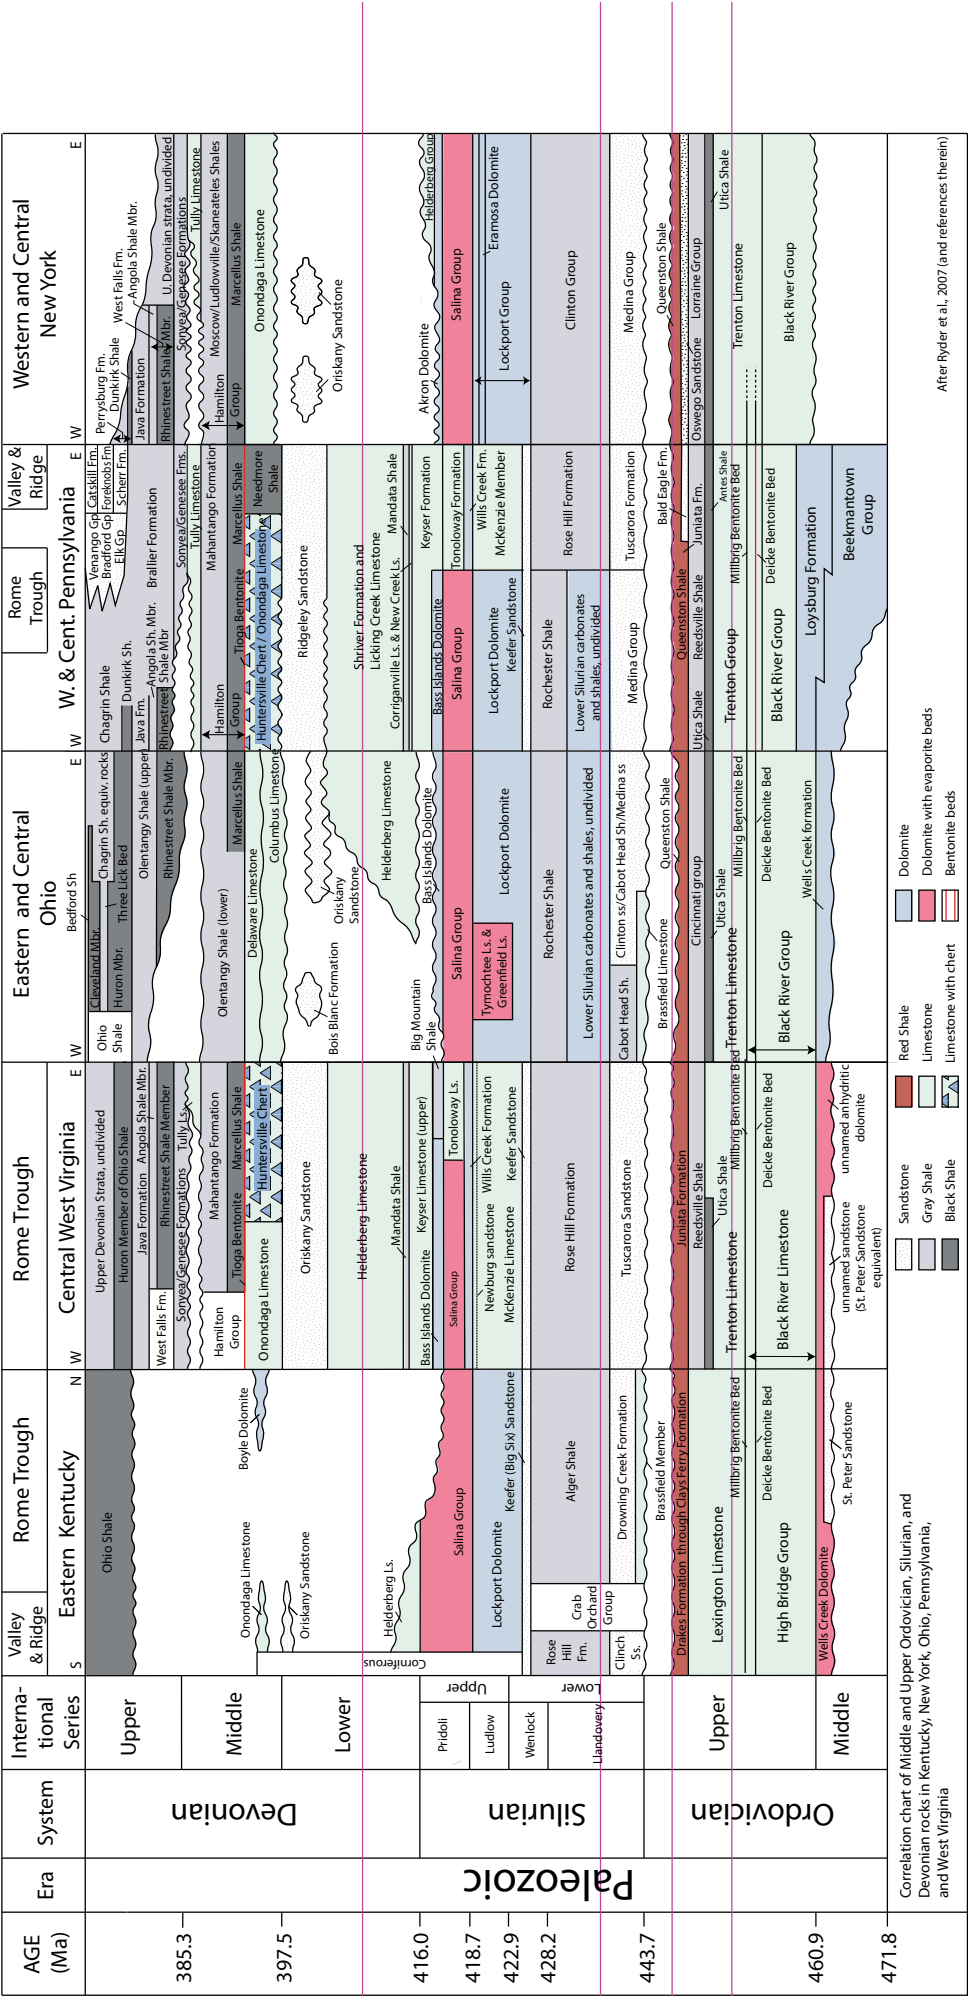 AGE
(Ma)
Era
System
Interna-
tional
Series
Valley
& Ridge
Rome Trough
Eastern Kentucky
S
N
Rome Trough
Central West Virginia
W
E
Eastern and Central
Ohio
W
E
Rome
Trough
Valley &
Ridge
W. & Cent. Pennsylvania
W
E
Western and Central
New York
W
E
385.3
397.5
416.0
418.7
422.9
428.2
443.7
460.9
471.8
Paleozoic
Devonian
Silurian
Ordovician
Upper
Middle
Lower
Upper
Lower
Pridoli
Ludlow
Wenlock
Llandovery
Upper
Middle
Ohio Shale
Boyle Dolomite
Onondaga Limestone
Oriskany Sandstone
Helderberg Ls.
Corniferous
Salina Group
Lockport Dolomite
Keefer (Big Six) Sandstone
Rose
Hill
Fm.
Crab
Orchard
Group
Alger Shale
Clinch
Ss.
Drowning Creek Formation
Brassfield Member
Drakes Formation through Clays Ferry Formation
Lexington Limestone
Millbrig Bentonite Bed
Deicke Bentonite Bed
High Bridge Group
Wells Creek Dolomite
St. Peter Sandstone
Upper Devonian Strata, undivided
Huron Member of Ohio Shale
Java Formation
Angola Shale Mbr.
West Falls Fm.
Rhinestreet Shale Member
Sonyea/Genesee Formations
Tully Ls.
Hamilton
Group
Mahantango Formation
Tioga Bentonite
Marcellus Shale
Onondaga Limestone
Huntersville Chert
Oriskany Sandstone
Helderberg Limestone
Mandata Shale
Keyser Limestone (upper)
Bass Islands Dolomite
Big Mountain
Shale
Salina Group
Tonoloway Ls.
Newburg sandstone
Wills Creek Formation
McKenzie Limestone
Keefer Sandstone
Rose Hill Formation
Tuscarora Sandstone
Juniata Formation
Reedsville Shale
Utica Shale
Trenton Limestone
Millbrig Bentonite Bed
Deicke Bentonite Bed
Black River Limestone
unnamed sandstone
(St. Peter Sandstone
equivalent)
unnamed anhydritic
dolomite
Bedford Sh
Ohio
Shale
Cleveland Mbr.
Chagrin Sh. equiv. rocks
Huron Mbr.
Three Lick Bed
Olentangy Shale (upper)
Rhinestreet Shale Mbr.
Olentangy Shale (lower)
Marcellus Shale
Delaware Limestone
Columbus Limestone
Bois Blanc Formation
Oriskany
Sandstone
Helderberg Limestone
Bass Islands Dolomite
Salina Group
Tymochtee Ls. &
Greenfield Ls.
Lockport Dolomite
Rochester Shale
Lower Silurian carbonates and shales, undivided
Cabot Head Sh.
Clinton ss/Cabot Head Sh/Medina ss
Brassfield Limestone
Queenston Shale
Cincinnati group
Utica Shale
Trenton Limestone
Millbrig Bentonite Bed
Deicke Bentonite Bed
Black River Group
Wells Creek formation
Venango Gp
Catskill Fm.
Bradford Gp
Foreknobs Fm
Elk Gp
Scherr Fm.
Chagrin Shale
Dunkirk Sh.
Brallier Formation
Java Fm.
Angola Sh. Mbr.
Rhinestreet Shale Mbr
Sonyea/Genesee Fms.
Tully Limestone
Hamilton
Group
Mahantango Formation
Tioga Bentonite
Marcellus Shale
Huntersville Chert / Onondaga Limestone
Needmore
Shale
Ridgeley Sandstone
Shriver Formation and
Licking Creek Limestone
Corriganville Ls. & New Creek Ls.
Mandata Shale
Keyser Formation
Bass Islands Dolomite
Salina Group
Tonoloway Formation
Wills Creek Fm.
Lockport Dolomite
McKenzie Member
Keefer Sandstone
Rochester Shale
Rose Hill Formation
Lower Silurian carbonates
and shales, undivided
Medina Group
Tuscarora Formation
Bald Eagle Fm.
Queenston Shale
Juniata Fm.
Utica Shale
Reedsville Shale
Antes Shale
Trenton Group
Millbrig Bentonite Bed
Deicke Bentonite Bed
Black River Group
Loysburg Formation
Beekmantown
Group
Perrysburg Fm.
Dunkirk Shale
West Falls Fm.
Angola Shale Mbr.
Java Formation
Rhinestreet Shale Mbr.
U. Devonian strata, undivided
Sonyea/Genesee Formations
Tully Limestone
Hamilton
Group
Moscow/Ludlowville/Skaneateles Shales
Marcellus Shale
Onondaga Limestone
Oriskany Sandstone
Akron Dolomite
Helderberg Group
Salina Group
Lockport Group
Eramosa Dolomite
Clinton Group
Medina Group
Queenston Shale
Oswego Sandstone
Lorraine Group
Utica Shale
Trenton Limestone
Black River Group
Correlation chart of Middle and Upper Ordovician, Silurian, and
Devonian rocks in Kentucky, New York, Ohio, Pennsylvania,
and West Virginia
Sandstone
Gray Shale
Black Shale
Red Shale
Limestone
Limestone with chert
Dolomite
Dolomite with evaporite beds
Bentonite beds
After Ryder et al., 2007 (and references therein)